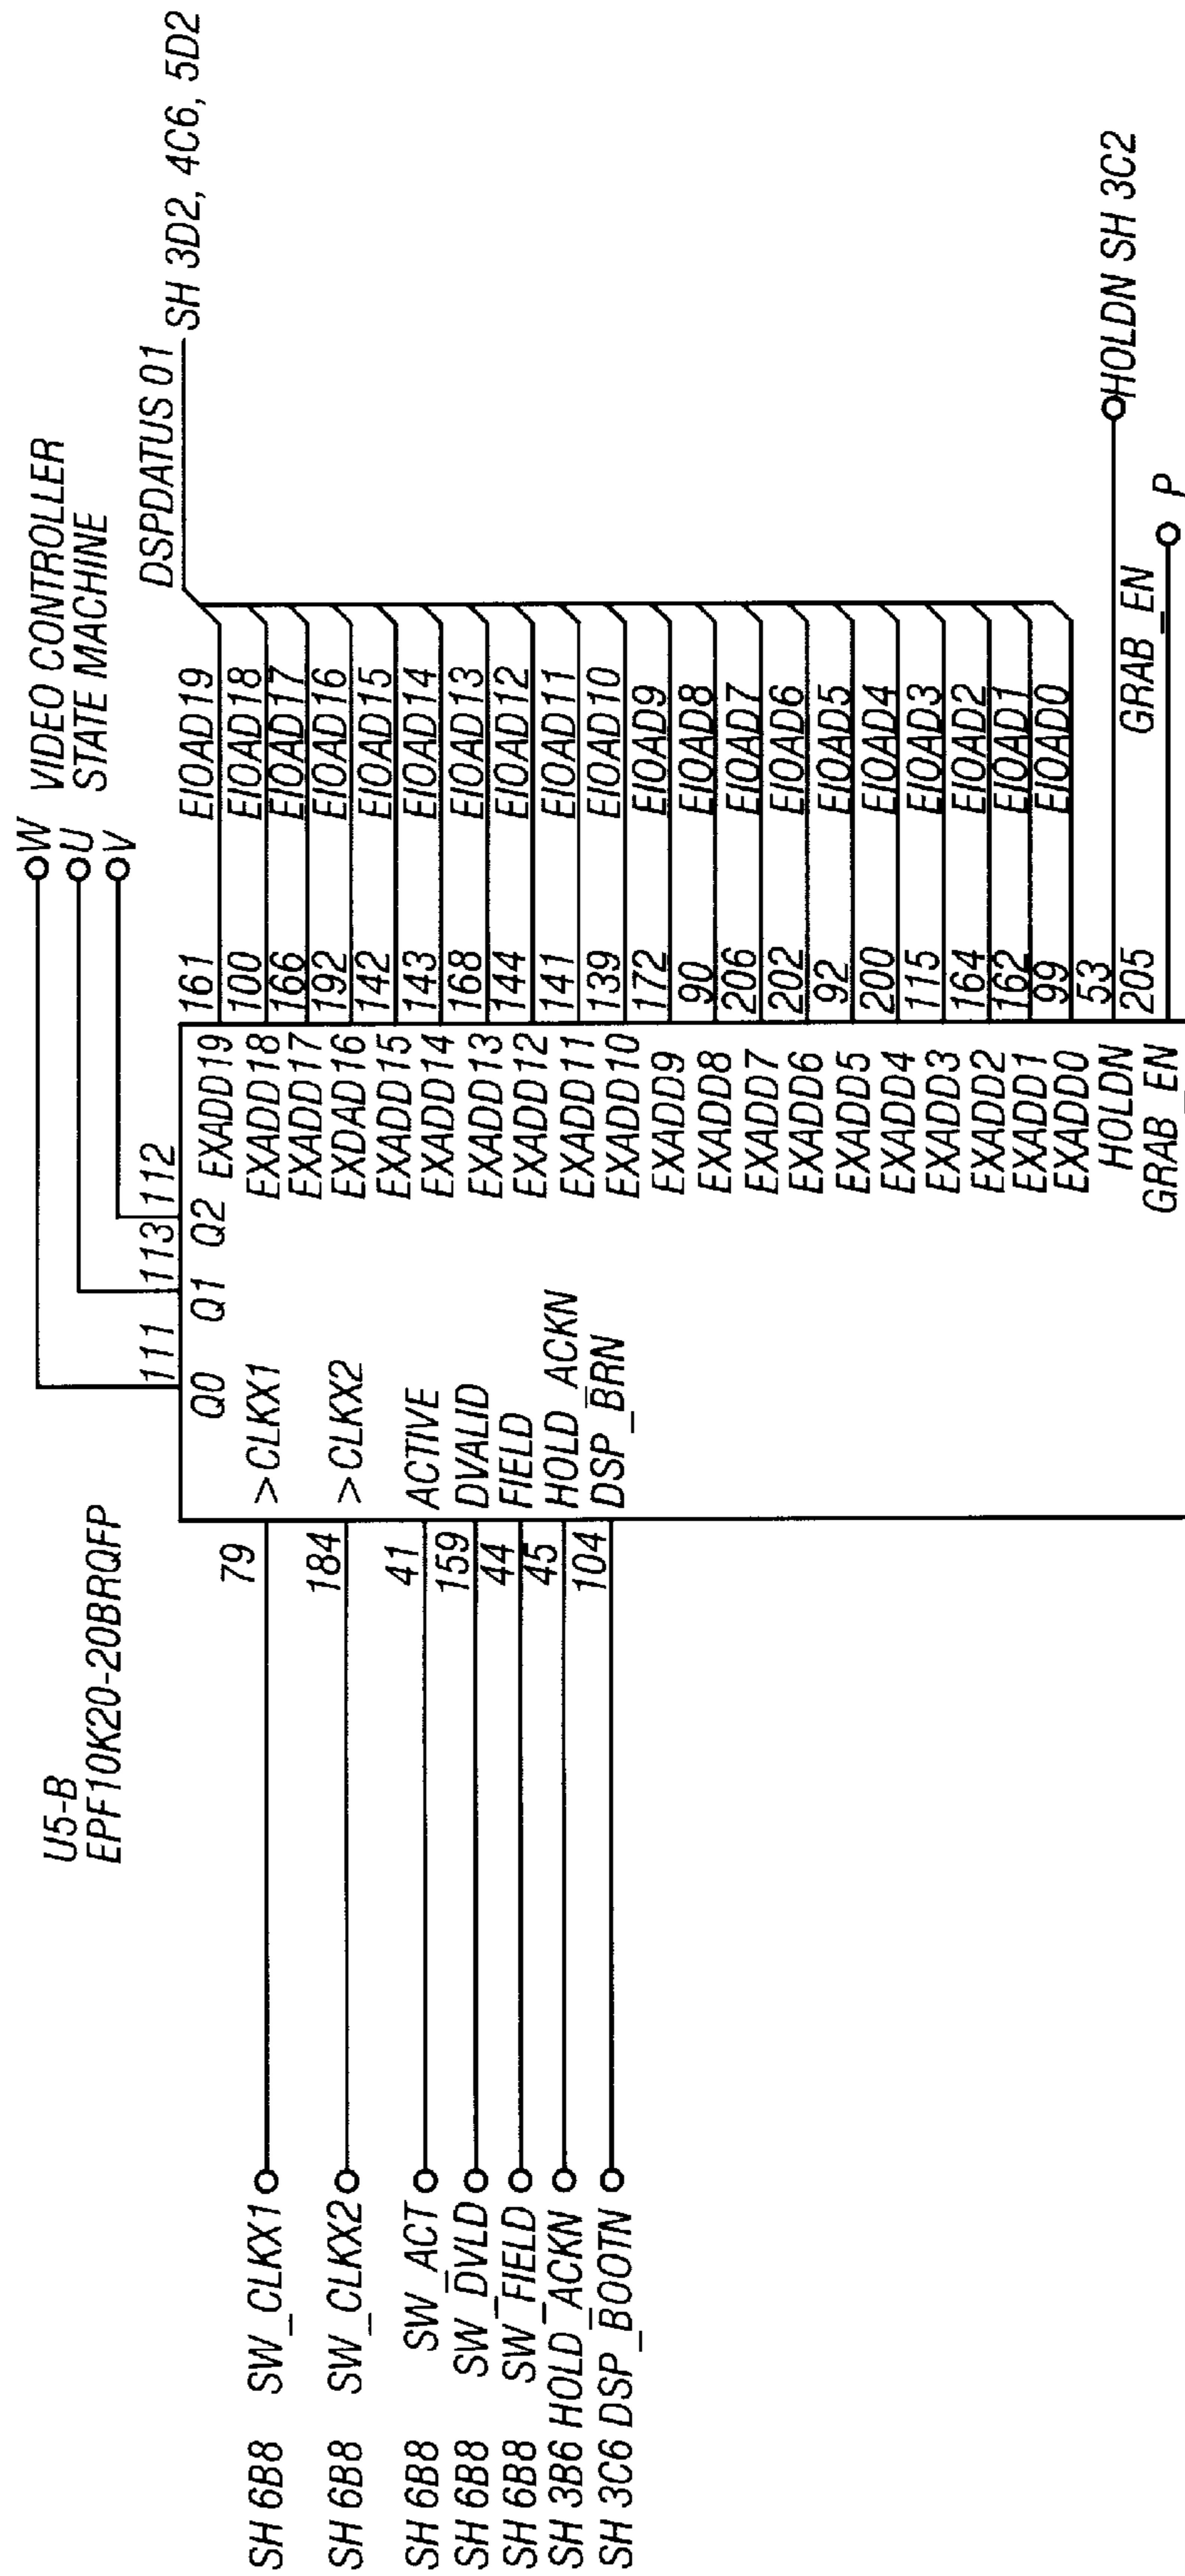 W VIDEO CONTROLLER
U STATE MACHINE
V
U5-B
EPF10K20-20BRQFP
111 113 112
Q0 Q1 Q2
DSPDATUS 01 SH 3D2, 4C6, 5D2
SH 6B8 SW_CLKX1 79 >CLKX1
SH 6B8 SW_CLKX2 184 >CLKX2
SH 6B8 SW_ACT 41 ACTIVE
SH 6B8 SW_DVLD 159 DVALID
SH 6B8 SW_FIELD 44 FIELD
SH 3B6 HOLD_ACKN 45 HOLD_ACKN
SH 3C6 DSP_BOOTN 104 DSP_BRN
EXADD19 161 EIOAD19
EXADD18 100 EIOAD18
EXADD17 166 EIOAD17
EXDAD16 192 EIOAD16
EXADD15 142 EIOAD15
EXADD14 143 EIOAD14
EXADD13 168 EIOAD13
EXADD12 144 EIOAD12
EXADD11 141 EIOAD11
EXADD10 139 EIOAD10
EXADD9 172 EIOAD9
EXADD8 90 EIOAD8
EXADD7 206 EIOAD7
EXADD6 202 EIOAD6
EXADD5 92 EIOAD5
EXADD4 200 EIOAD4
EXADD3 115 EIOAD3
EXADD2 164 EIOAD2
EXADD1 162 EIOAD1
EXADD0 99 EIOAD0
HOLDN 53 HOLDN SH 3C2
GRAB_EN 205 GRAB_EN P